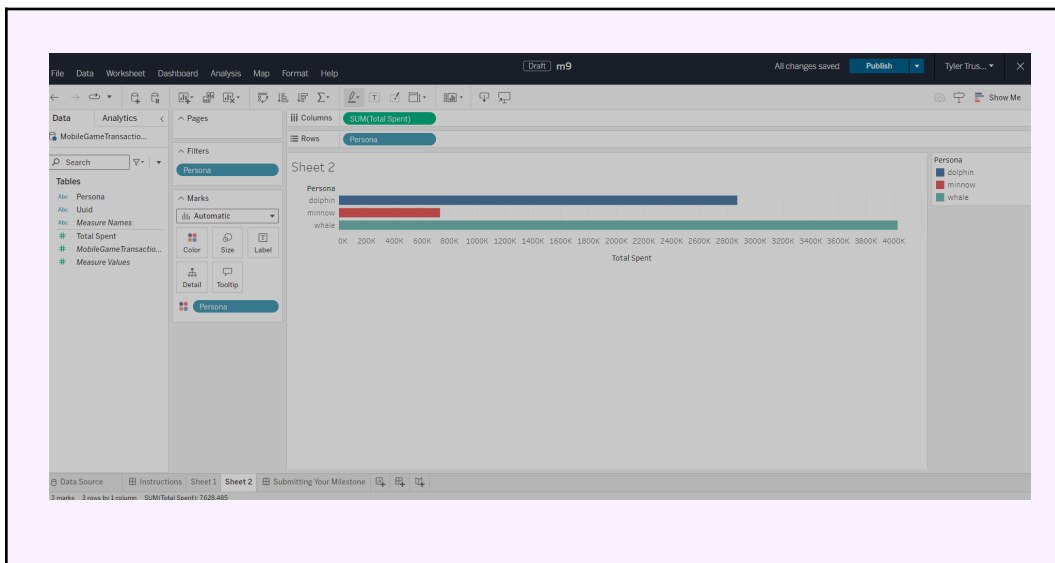 Draft m9 All changes saved Publish Tyler Trus...
File Data Worksheet Dashboard Analysis Map Format Help
Show Me
Data Analytics
MobileGameTransactio...
Search
Tables
Abc Persona
Abc Uuid
Abc Measure Names
# Total Spent
# MobileGameTransactio...
# Measure Values
Pages
Filters
Persona
Marks
Automatic
Color Size Label
Detail Tooltip
Persona
Columns SUM(Total Spent)
Rows Persona
Sheet 2
Persona
dolphin
minnow
whale
0K 200K 400K 600K 800K 1000K 1200K 1400K 1600K 1800K 2000K 2200K 2400K 2600K 2800K 3000K 3200K 3400K 3600K 3800K 4000K
Total Spent
Persona
dolphin
minnow
whale
Data Source Instructions Sheet 1 Sheet 2 Submitting Your Milestone
3 marks 3 rows by 1 column SUM(Total Spent): 7,628,485